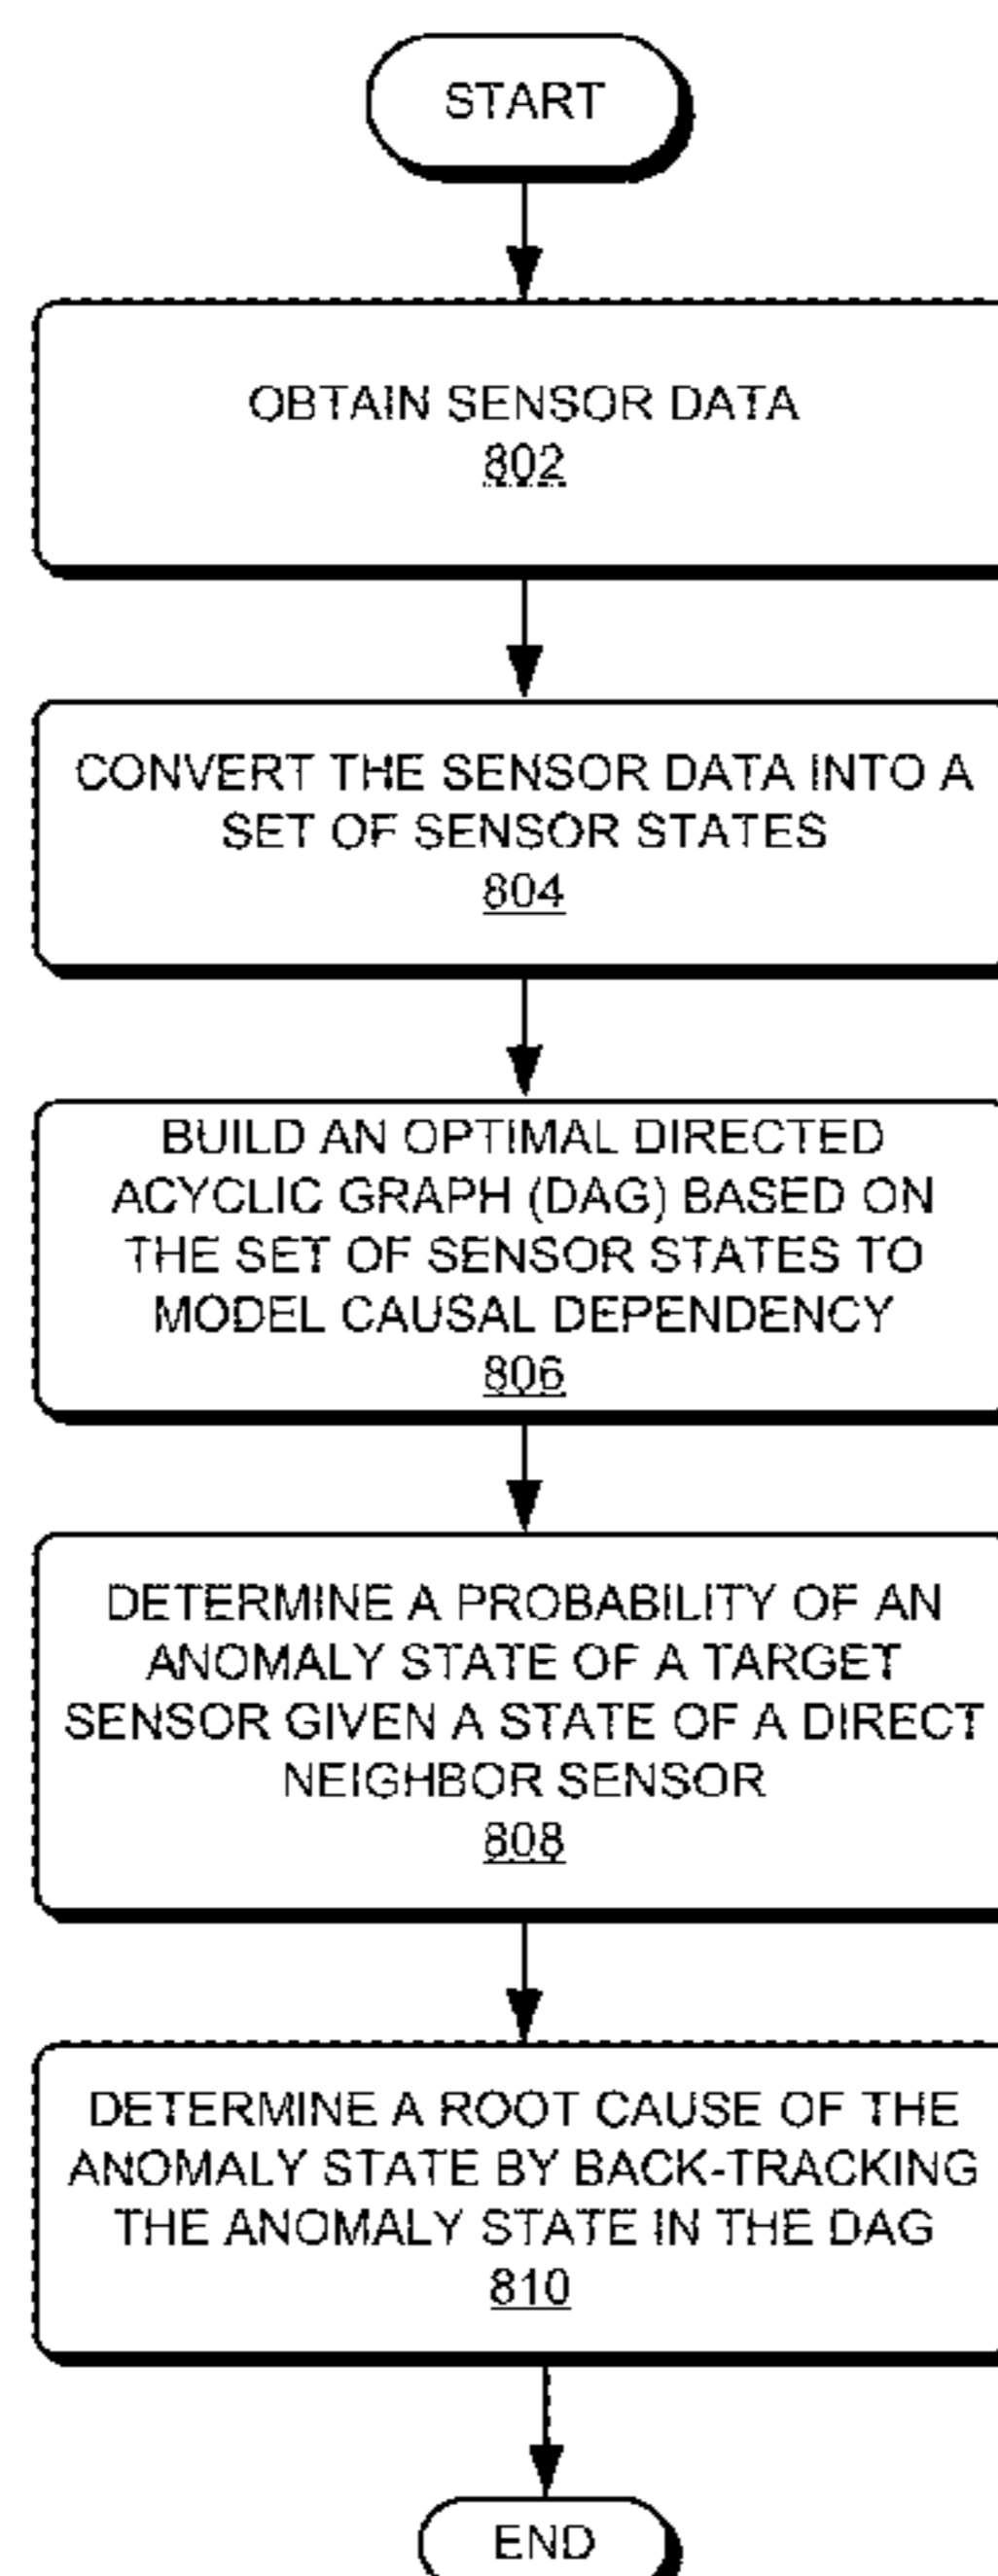 START
OBTAIN SENSOR DATA
802
CONVERT THE SENSOR DATA INTO A
SET OF SENSOR STATES
804
BUILD AN OPTIMAL DIRECTED
ACYCLIC GRAPH (DAG) BASED ON
THE SET OF SENSOR STATES TO
MODEL CAUSAL DEPENDENCY
806
DETERMINE A PROBABILITY OF AN
ANOMALY STATE OF A TARGET
SENSOR GIVEN A STATE OF A DIRECT
NEIGHBOR SENSOR
808
DETERMINE A ROOT CAUSE OF THE
ANOMALY STATE BY BACK-TRACKING
THE ANOMALY STATE IN THE DAG
810
END